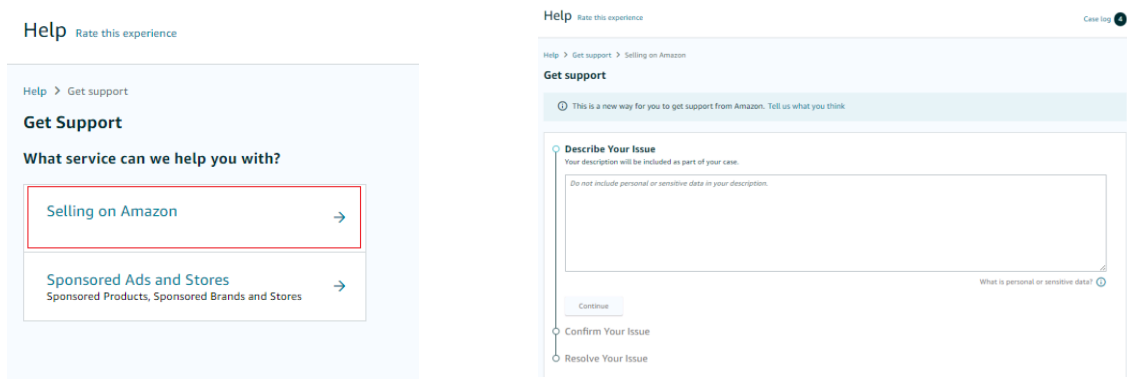 Help Rate this experience
Help > Get support
Get Support
What service can we help you with?
Selling on Amazon
Sponsored Ads and Stores
Sponsored Products, Sponsored Brands and Stores
Help Rate this experience
Case log 4
Help > Get support > Selling on Amazon
Get support
This is a new way for you to get support from Amazon. Tell us what you think
Describe Your Issue
Your description will be included as part of your case.
Do not include personal or sensitive data in your description.
What is personal or sensitive data?
Continue
Confirm Your Issue
Resolve Your Issue